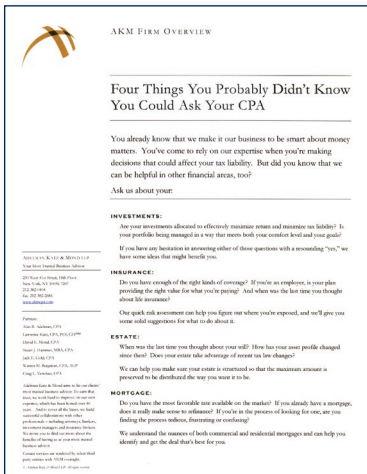 AKM FIRM OVERVIEW
Four Things You Probably Didn't Know
You Could Ask Your CPA
You already know that we make it our business to be smart about money
matters. You've come to rely on our expertise when you're making
decisions that could affect your tax liability. But did you know that we
can be helpful in other financial areas, too?
Ask us about your:
INVESTMENTS:
Are your investments allocated to effectively maximize return and minimize tax liability? Is
your portfolio being managed in a way that meets both your comfort level and your goals?
If you have any hesitation in answering either of those questions with a resounding "yes," we
have some ideas that might benefit you.
INSURANCE:
Do you have enough of the right kinds of coverage? If you're an employer, is your plan
providing the right value for what you're paying? And when was the last time you thought
about life insurance?
Our quick risk assessment can help you figure out where you're exposed, and we'll give you
some solid suggestions for what to do about it.
ESTATE:
When was the last time you thought about your will? How has your asset profile changed
since then? Does your estate take advantage of recent tax law changes?
We can help you make sure your estate is structured so that the maximum amount is
preserved to be distributed the way you want it to be.
MORTGAGE:
Do you have the most favorable rate available on the market? If you already have a mortgage,
does it really make sense to refinance? If you're in the process of looking for one, are you
finding the process tedious, frustrating or confusing?
We understand the nuances of both commercial and residential mortgages and can help you
identify and get the deal that's best for you.
KATZ & MOND LLP
Your Most Trusted Business Advisor
Partners: